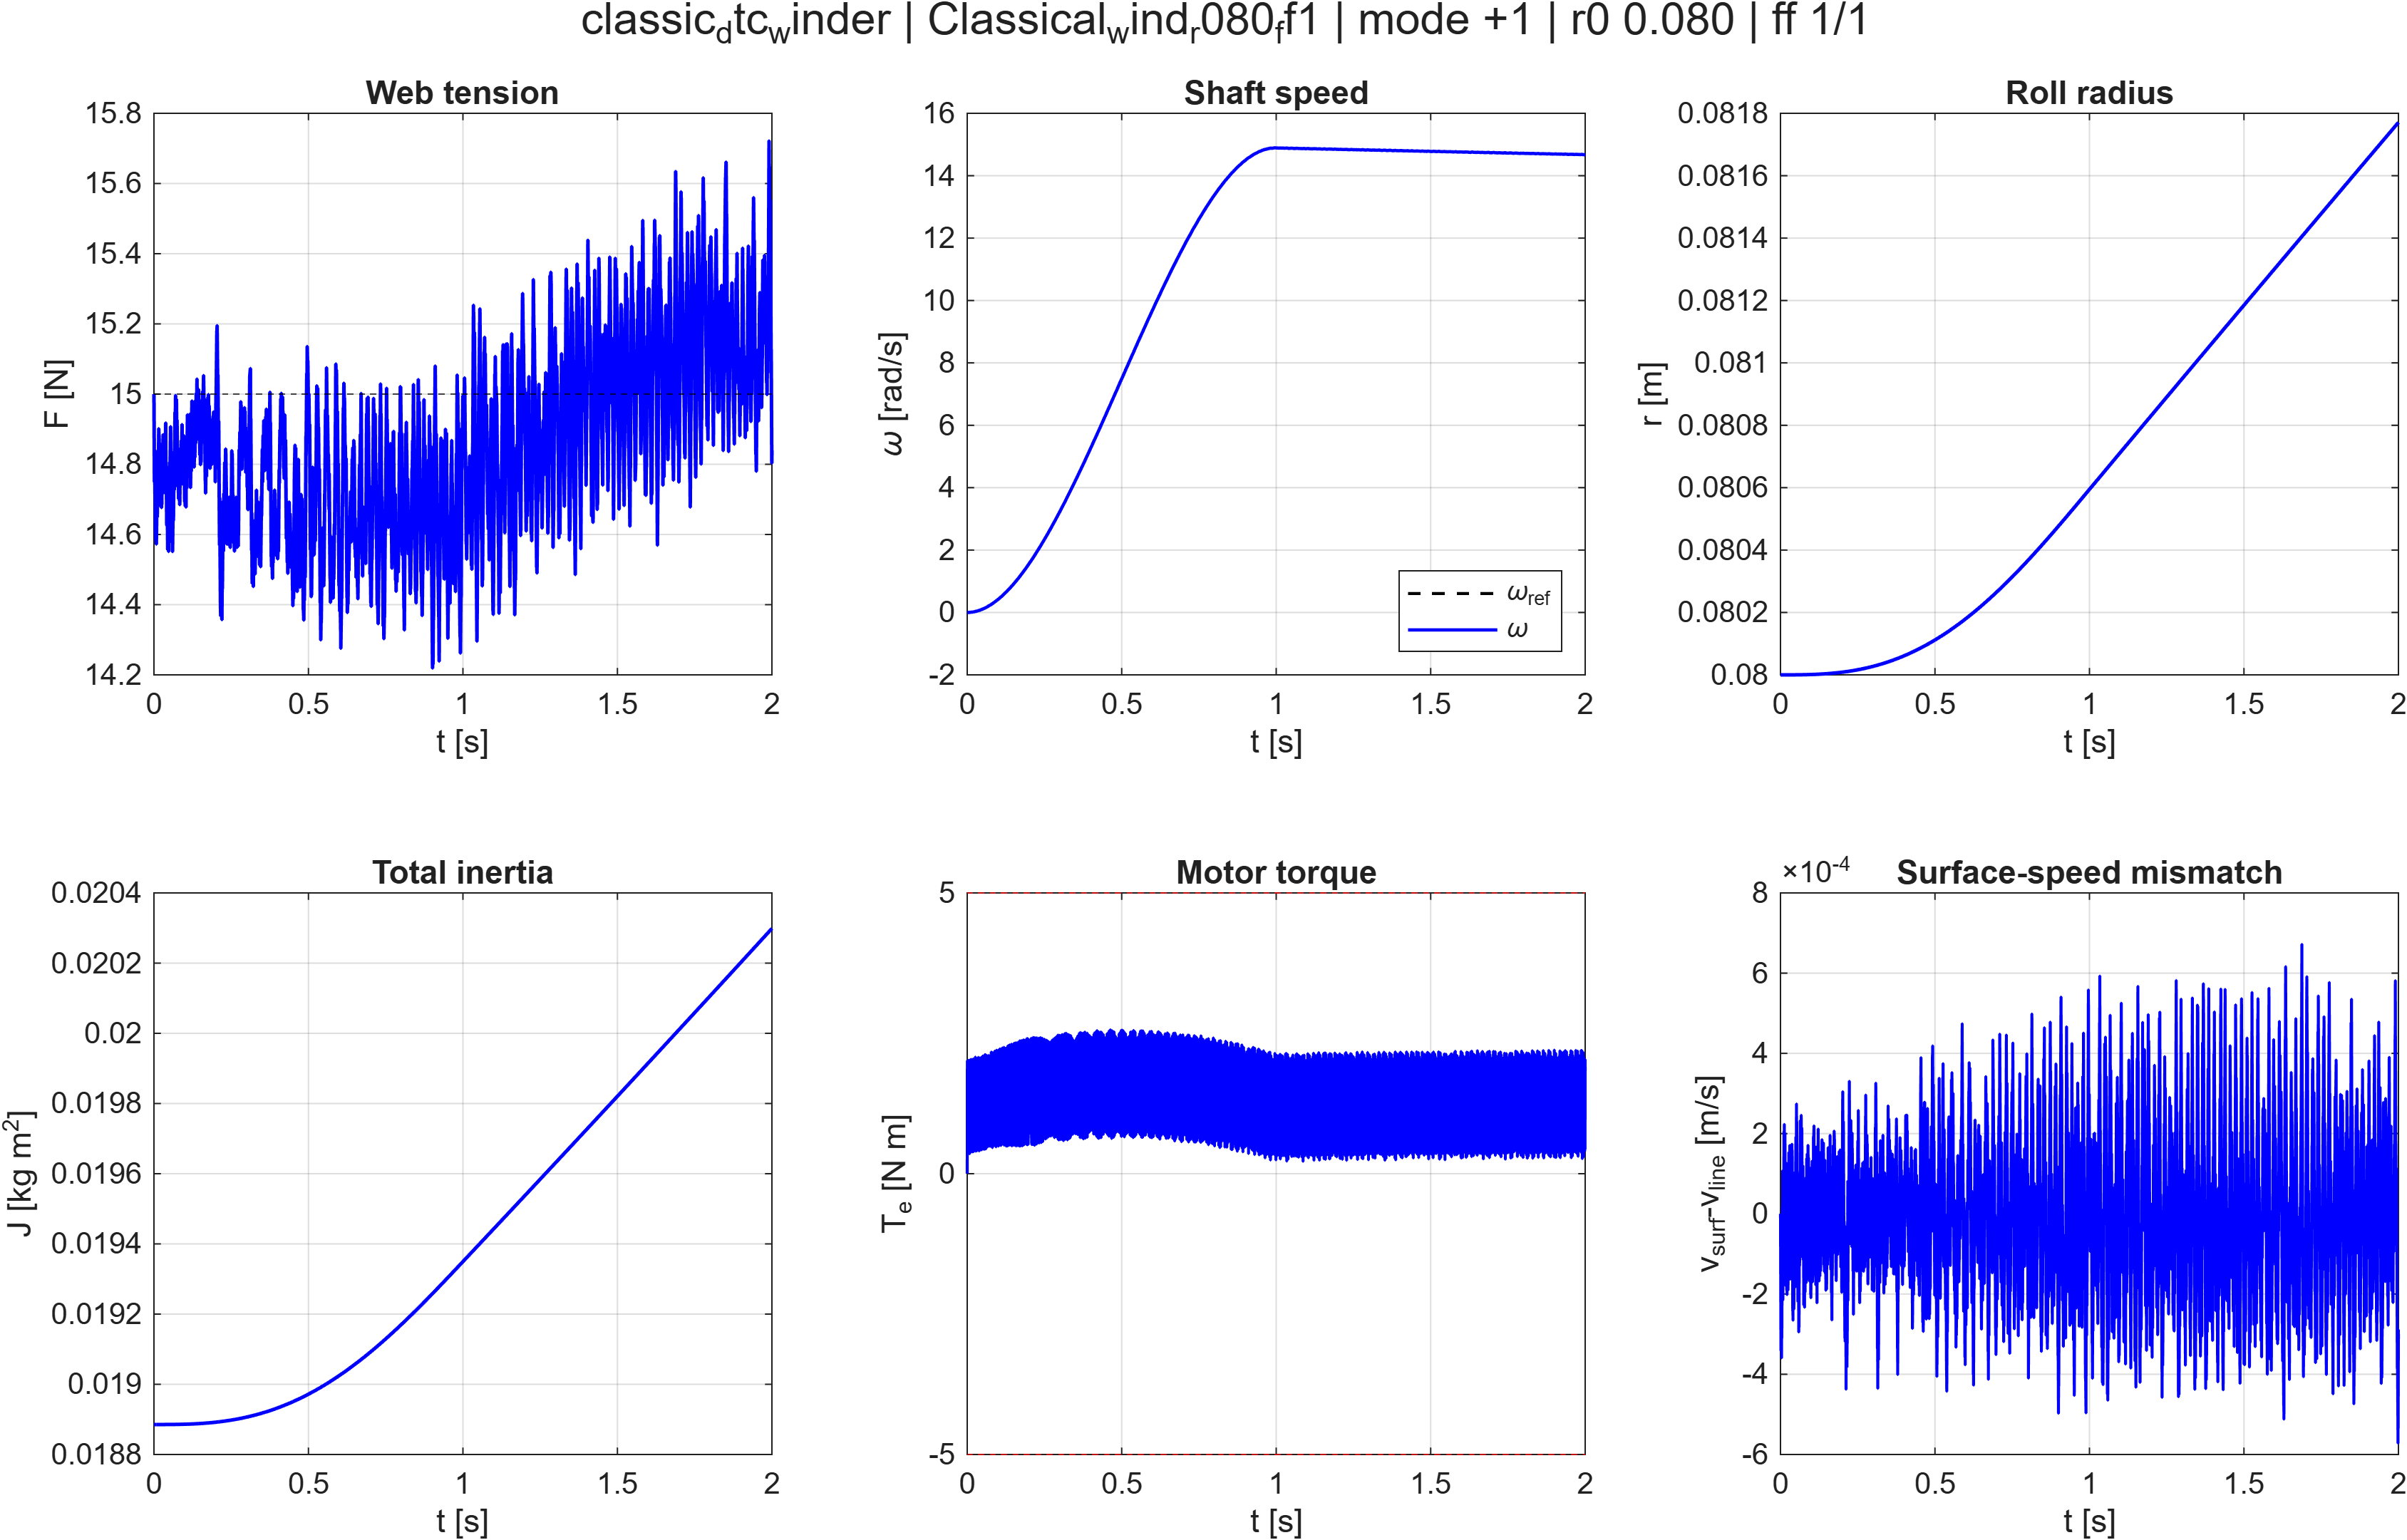 classic_dtc_winder | Classical_wind_r080_ff1 | mode +1 | r0 0.080 | ff 1/1
Web tension
15.8
15.6
15.4
15.2
15
14.8
14.6
14.4
14.2
F [N]
0 0.5 1 1.5 2
t [s]
Shaft speed
16
14
12
10
8
6
4
2
0
-2
ω [rad/s]
ω_ref
ω
0 0.5 1 1.5 2
t [s]
Roll radius
0.0818
0.0816
0.0814
0.0812
0.081
0.0808
0.0806
0.0804
0.0802
0.08
r [m]
0 0.5 1 1.5 2
t [s]
Total inertia
0.0204
0.0202
0.02
0.0198
0.0196
0.0194
0.0192
0.019
0.0188
J [kg m²]
0 0.5 1 1.5 2
t [s]
Motor torque
5
0
-5
T_e [N m]
0 0.5 1 1.5 2
t [s]
×10⁻⁴
Surface-speed mismatch
8
6
4
2
0
-2
-4
-6
v_surf-v_line [m/s]
0 0.5 1 1.5 2
t [s]